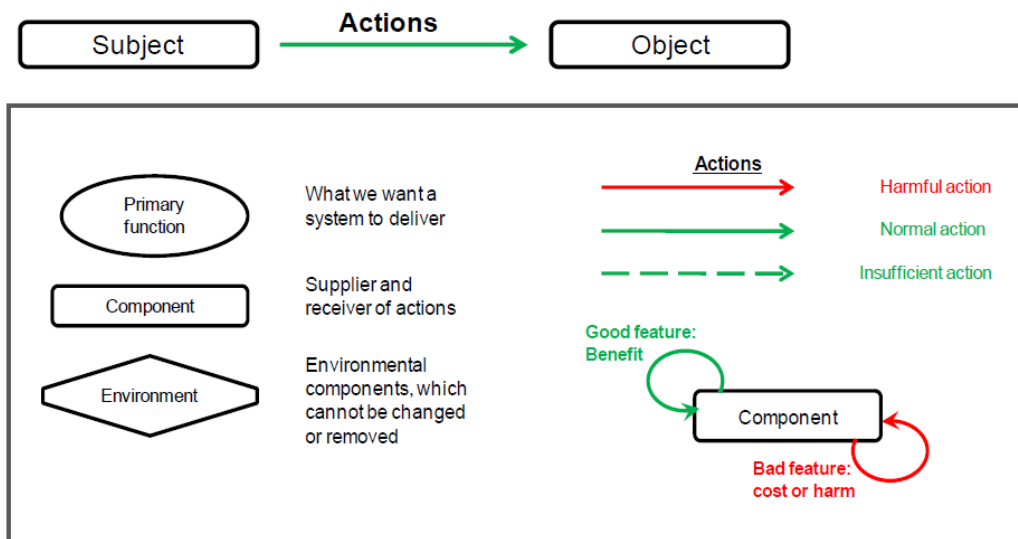 Actions
Subject
Object
Actions
Primary
function
What we want a
system to deliver
Harmful action
Normal action
Insufficient action
Component
Supplier and
receiver of actions
Good feature:
Benefit
Environment
Environmental
components, which
cannot be changed
or removed
Component
Bad feature:
cost or harm